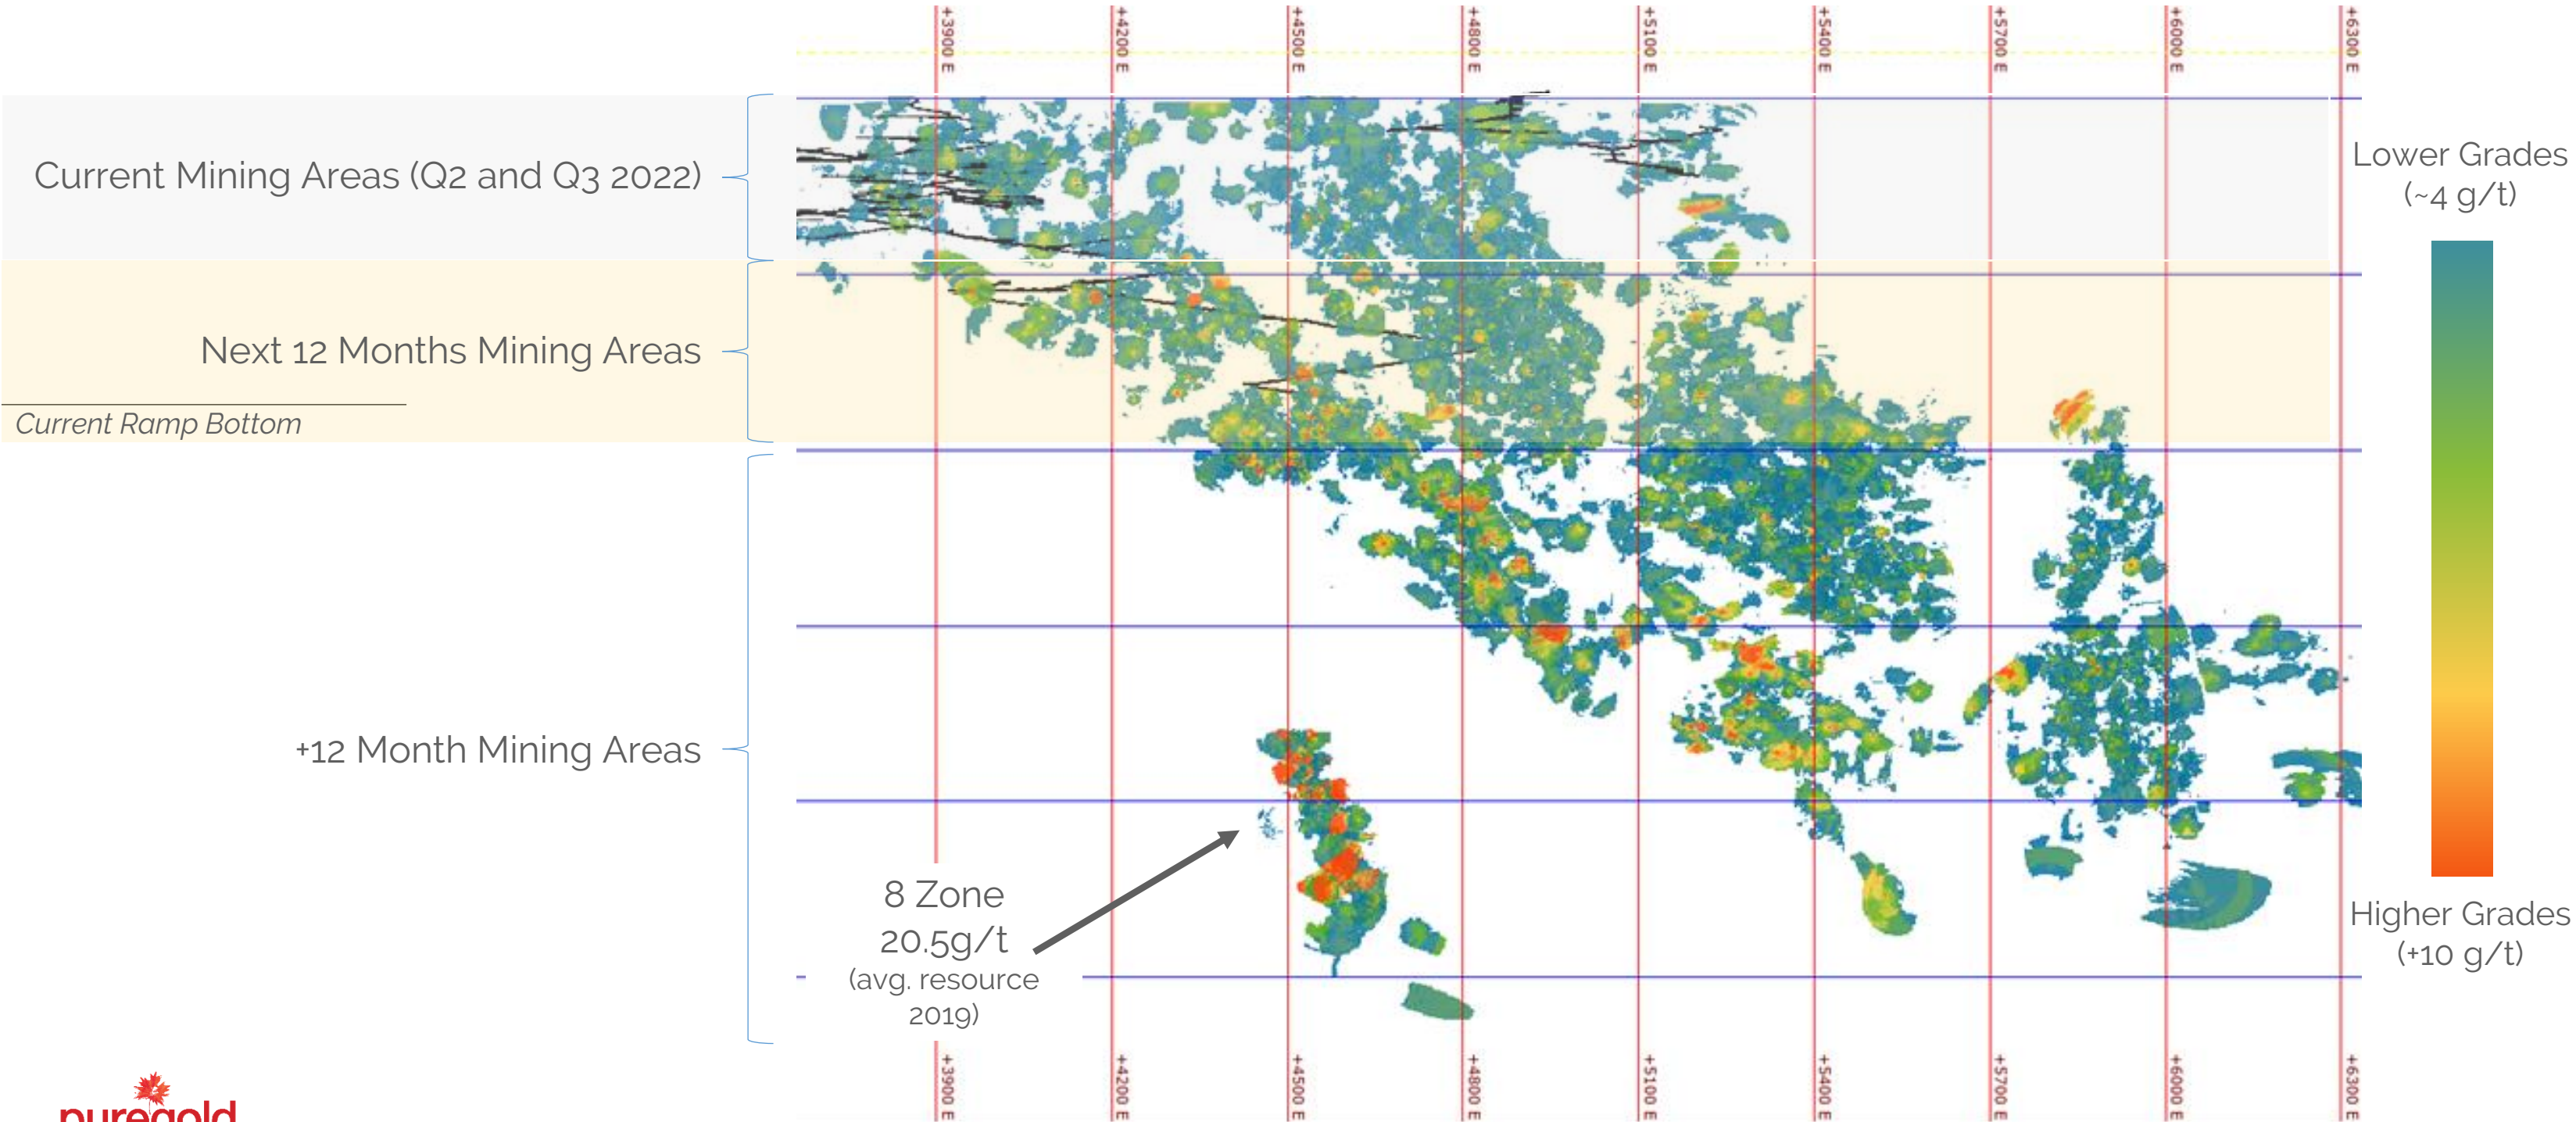 +3900 E
+4200 E
+4500 E
+4800 E
+5100 E
+5400 E
+5700 E
+6000 E
+6300 E
Current Mining Areas (Q2 and Q3 2022)
Next 12 Months Mining Areas
Current Ramp Bottom
+12 Month Mining Areas
8 Zone
20.5g/t
(avg. resource
2019)
Lower Grades
(~4 g/t)
Higher Grades
(+10 g/t)
+3900 E
+4200 E
+4500 E
+4800 E
+5100 E
+5400 E
+5700 E
+6000 E
+6300 E
puregold